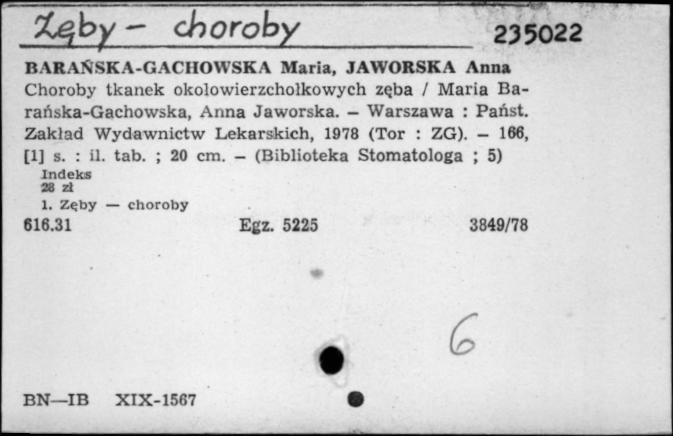 Zęby - choroby
235022
BARAŃSKA-GACHOWSKA Maria, JAWORSKA Anna
Choroby tkanek okołowierzchołkowych zęba / Maria Ba-
rańska-Gachowska, Anna Jaworska. — Warszawa : Państ.
Zakład Wydawnictw Lekarskich, 1978 (Tor : ZG). — 166,
[1] s. : il. tab. ; 20 cm. — (Biblioteka Stomatologa ; 5)
Indeks
28 zł
1. Zęby — choroby
616.31 Egz. 5225 3849/78
6
BN—IB XIX-1567